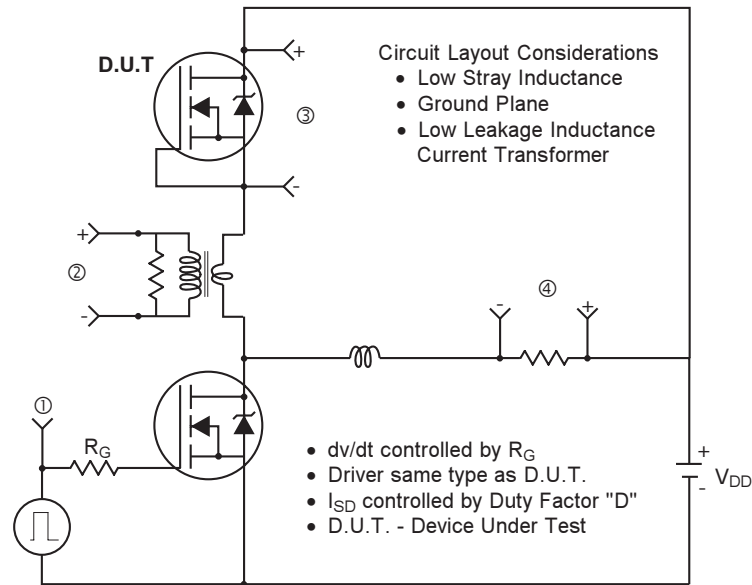 D.U.T
+
③
-
Circuit Layout Considerations
• Low Stray Inductance
• Ground Plane
• Low Leakage Inductance
Current Transformer
+
②
-
-
④
+
①
R_G
• dv/dt controlled by R_G
• Driver same type as D.U.T.
• I_SD controlled by Duty Factor "D"
• D.U.T. - Device Under Test
+
V_DD
-